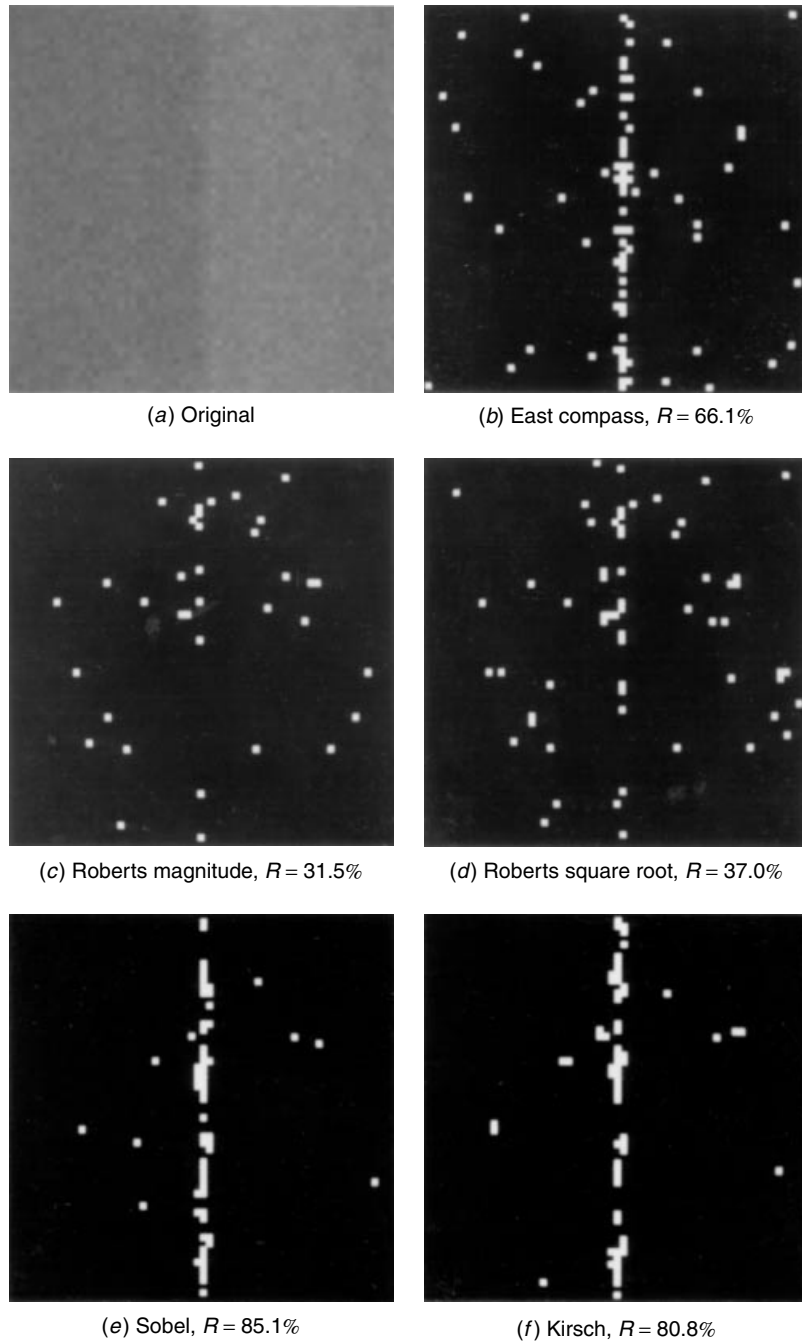 (a) Original
(b) East compass, R = 66.1%
(c) Roberts magnitude, R = 31.5%
(d) Roberts square root, R = 37.0%
(e) Sobel, R = 85.1%
(f) Kirsch, R = 80.8%